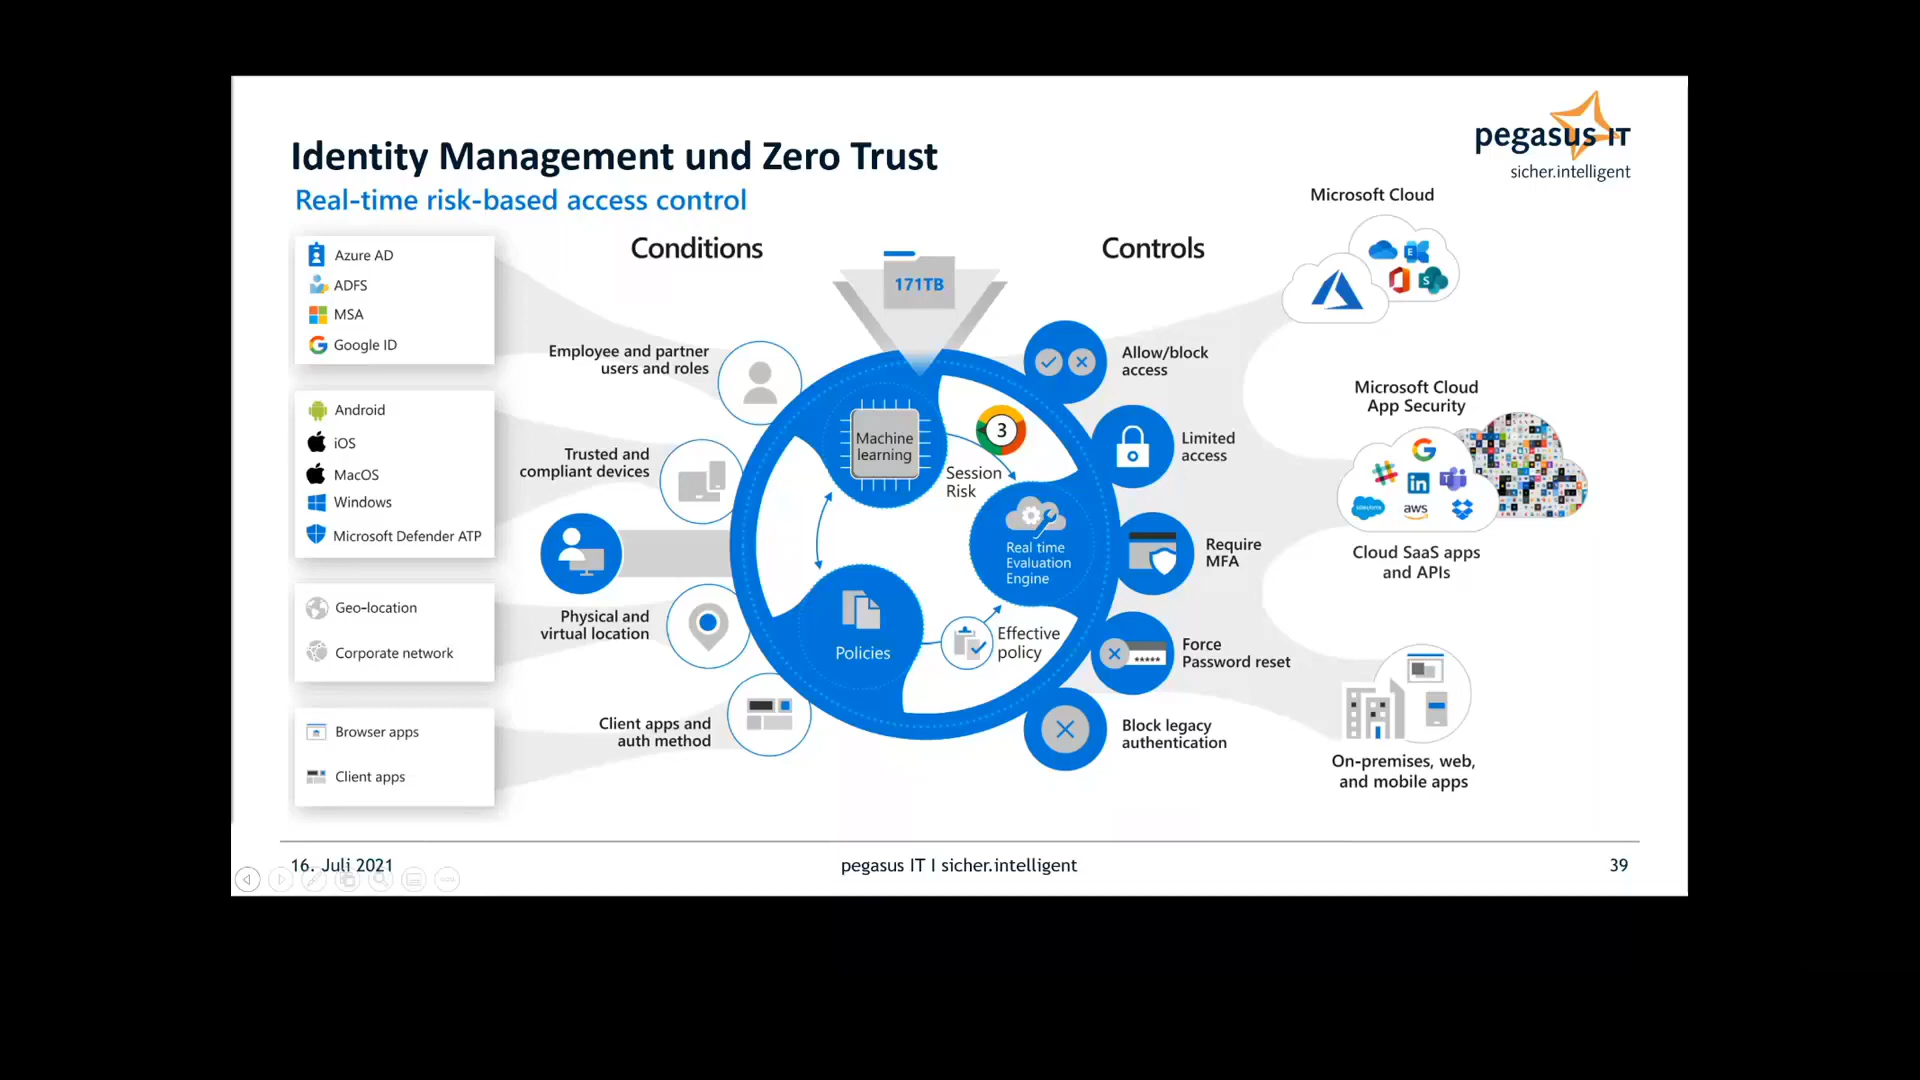 pegasus IT
sicher.intelligent
Identity Management und Zero Trust
Real-time risk-based access control
Azure AD
ADFS
MSA
Google ID
Android
iOS
MacOS
Windows
Microsoft Defender ATP
Geo-location
Corporate network
Browser apps
Client apps
Conditions
Employee and partner
users and roles
Trusted and
compliant devices
Physical and
virtual location
Client apps and
auth method
171TB
Machine
learning
3
Session
Risk
Real time
Evaluation
Engine
Policies
Effective
policy
Controls
Allow/block
access
Limited
access
Require
MFA
*****
Force
Password reset
Block legacy
authentication
Microsoft Cloud
E
S
Microsoft Cloud
App Security
in
aws
Cloud SaaS apps
and APIs
On-premises, web,
and mobile apps
16. Juli 2021
pegasus IT I sicher.intelligent
39